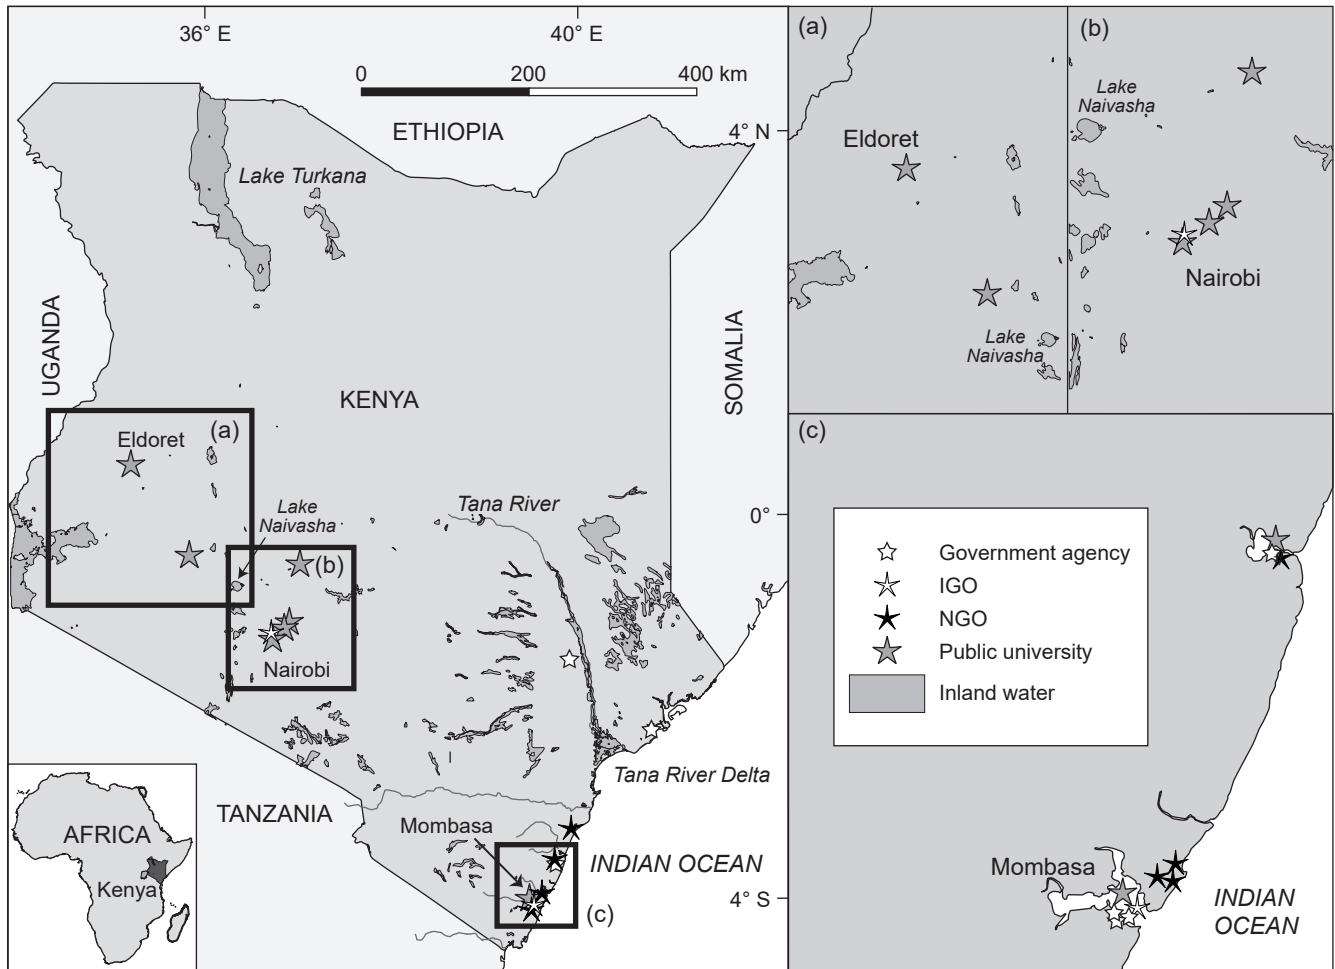 36° E
40° E
0
200
400 km
ETHIOPIA
4° N
Lake Turkana
UGANDA
SOMALIA
KENYA
(a)
Eldoret
Lake
Naivasha
Tana River
0°
(b)
Nairobi
Tana River Delta
TANZANIA
Mombasa
INDIAN OCEAN
4° S
(c)
AFRICA
Kenya
(a)
Eldoret
Lake
Naivasha
(b)
Lake
Naivasha
Nairobi
(c)
Government agency
IGO
NGO
Public university
Inland water
Mombasa
INDIAN
OCEAN